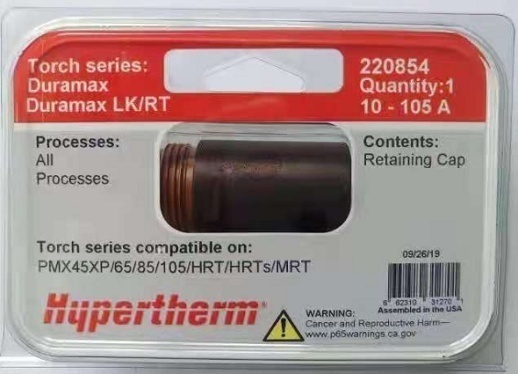 Torch series:
Duramax
Duramax LK/RT
220854
Quantity:1
10 - 105 A
Processes:
All
Processes
Contents:
Retaining Cap
Torch series compatible on:
PMX45XP/65/85/105/HRT/HRTs/MRT
09/26/19
Assembled in the USA
Hypertherm®
WARNING:
Cancer and Reproductive Harm—
www.p65warnings.ca.gov